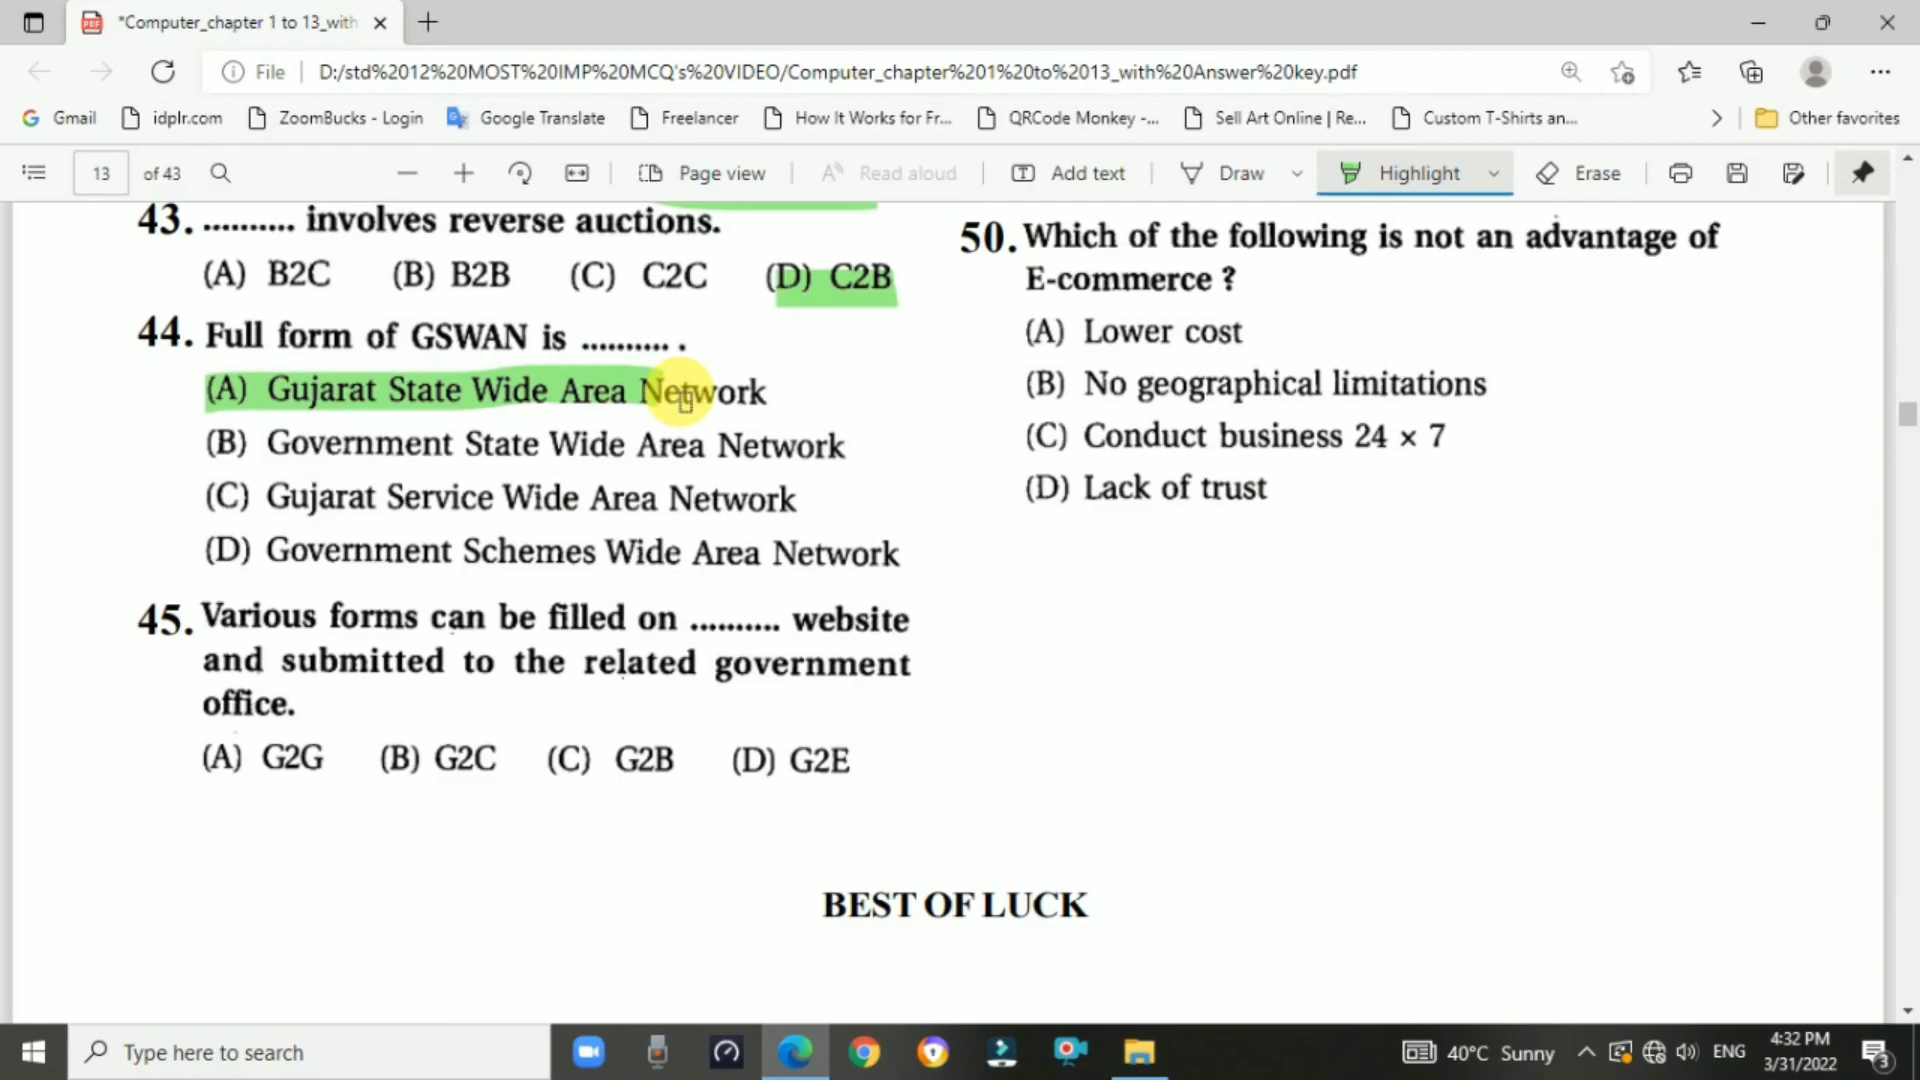 *Computer_chapter 1 to 13_with
File
D:/std%2012%20MOST%20IMP%20MCQ's%20VIDEO/Computer_chapter%201%20to%2013_with%20Answer%20key.pdf
Gmail
idplr.com
ZoomBucks - Login
Google Translate
Freelancer
How It Works for Fr...
QRCode Monkey -...
Sell Art Online | Re...
Custom T-Shirts an...
Other favorites
13 of 43
Page view
Read aloud
Add text
Draw
Highlight
Erase
43. .......... involves reverse auctions.
(A) B2C (B) B2B (C) C2C (D) C2B
44. Full form of GSWAN is .......... .
(A) Gujarat State Wide Area Network
(B) Government State Wide Area Network
(C) Gujarat Service Wide Area Network
(D) Government Schemes Wide Area Network
45. Various forms can be filled on .......... website
and submitted to the related government
office.
(A) G2G (B) G2C (C) G2B (D) G2E
50. Which of the following is not an advantage of
E-commerce ?
(A) Lower cost
(B) No geographical limitations
(C) Conduct business 24 × 7
(D) Lack of trust
BEST OF LUCK
Type here to search
40°C Sunny
ENG
4:32 PM
3/31/2022
3